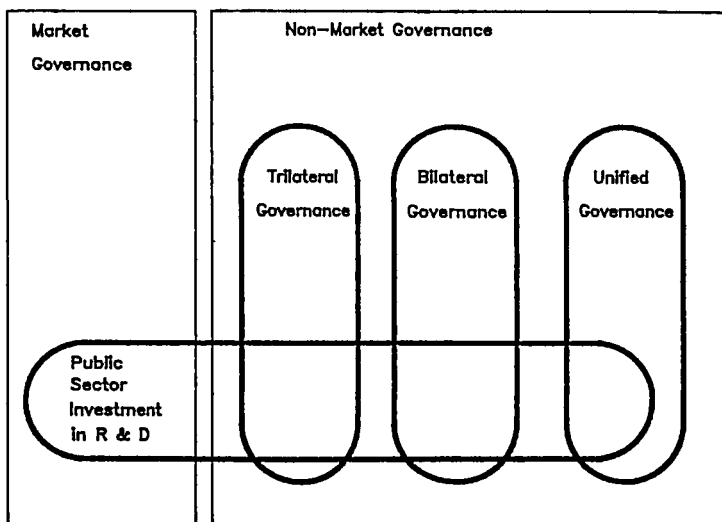 Market
Governance
Non-Market Governance
Trilateral
Governance
Bilateral
Governance
Unified
Governance
Public
Sector
Investment
in R & D